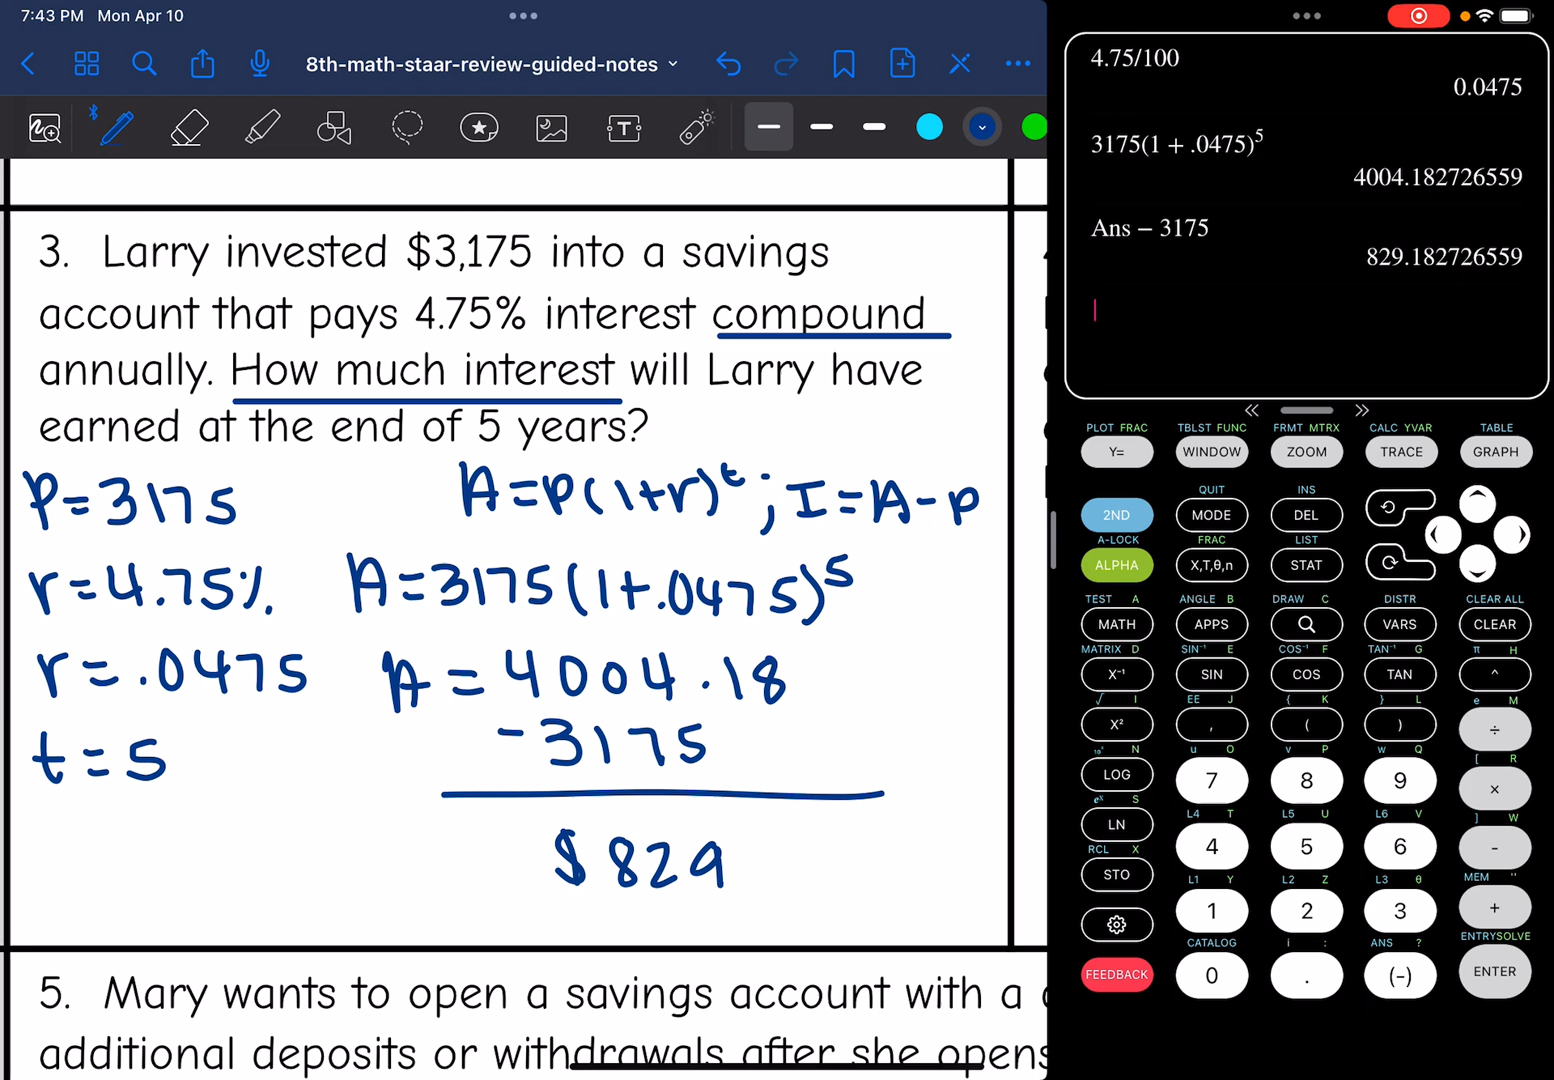 7:43 PM Mon Apr 10
8th-math-staar-review-guided-notes
3. Larry invested $3,175 into a savings
account that pays 4.75% interest compound
annually. How much interest will Larry have
earned at the end of 5 years?
P=3175
A=P(1+r)^t; I=A-P
r=4.75%
A=3175(1+.0475)^5
r=.0475
A=4004.18
t=5
-3175
$829
5. Mary wants to open a savings account with a
additional deposits or withdrawals after she opens
4.75/100
0.0475
3175(1 + .0475)^5
4004.182726559
Ans − 3175
829.182726559
PLOT FRAC TBLST FUNC FRMT MTRX CALC YVAR TABLE
Y= WINDOW ZOOM TRACE GRAPH
QUIT INS
2ND MODE DEL
A-LOCK FRAC LIST
ALPHA X,T,θ,n STAT
TEST A ANGLE B DRAW C DISTR CLEAR ALL
MATH APPS VARS CLEAR
MATRIX D SIN⁻¹ E COS⁻¹ F TAN⁻¹ G π H
X⁻¹ SIN COS TAN ^
√ I EE J { K } L e M
X² , ( ) ÷
10ˣ N u O v P w Q [ R
LOG 7 8 9 ×
eˣ S L4 T L5 U L6 V ] W
LN 4 5 6 -
RCL X L1 Y L2 Z L3 θ MEM "
STO 1 2 3 +
CATALOG i : ANS ? ENTRY SOLVE
FEEDBACK 0 . (-) ENTER